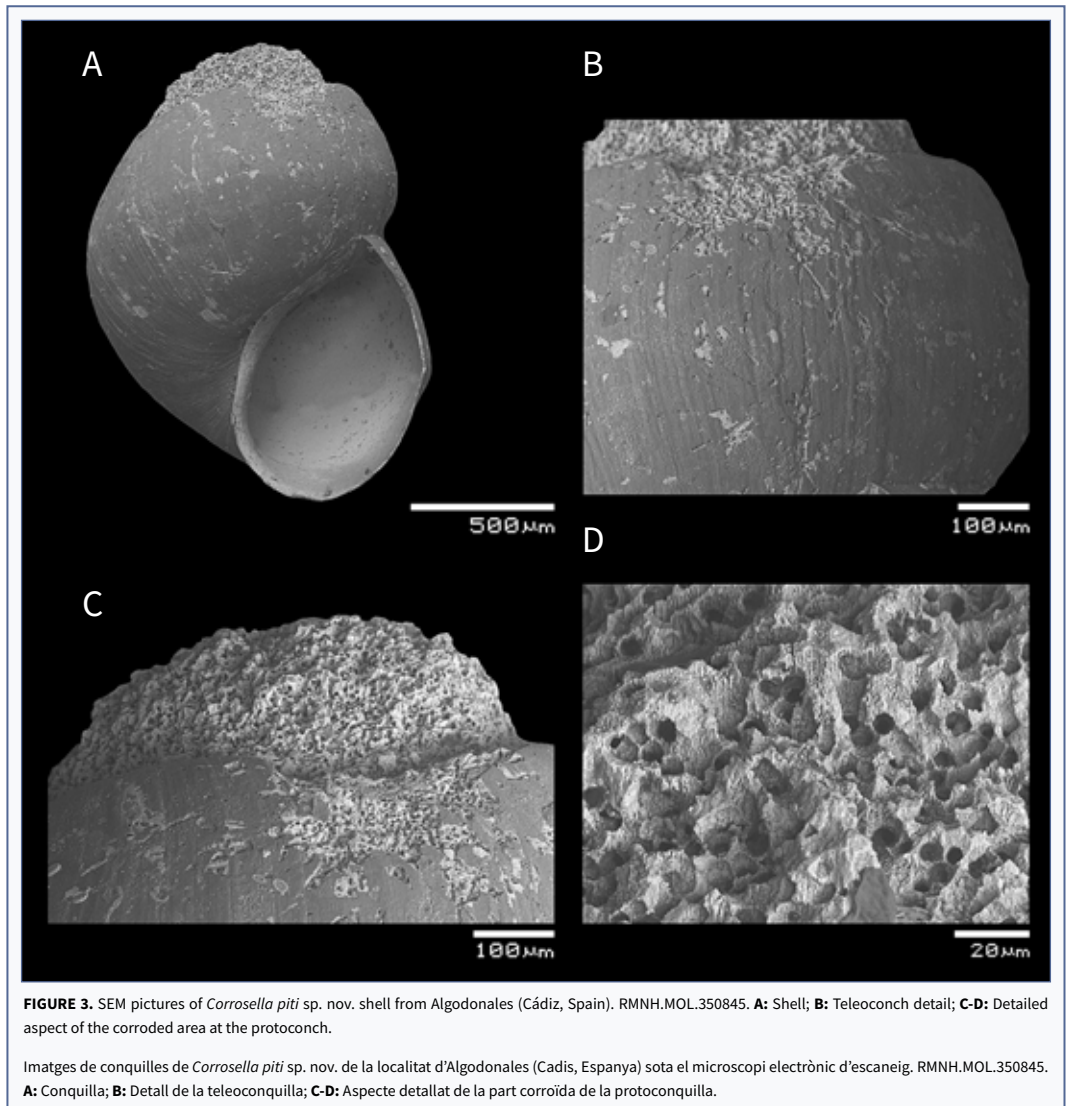 A
B
500µm
100µm
C
D
100µm
20µm
FIGURE 3. SEM pictures of Corrosella piti sp. nov. shell from Algodonales (Cádiz, Spain). RMNH.MOL.350845. A: Shell; B: Teleoconch detail; C-D: Detailed
aspect of the corroded area at the protoconch.
Imatges de conquilles de Corrosella piti sp. nov. de la localitat d'Algodonales (Cadis, Espanya) sota el microscopi electrònic d'escaneig. RMNH.MOL.350845.
A: Conquilla; B: Detall de la teleoconquilla; C-D: Aspecte detallat de la part corroïda de la protoconquilla.